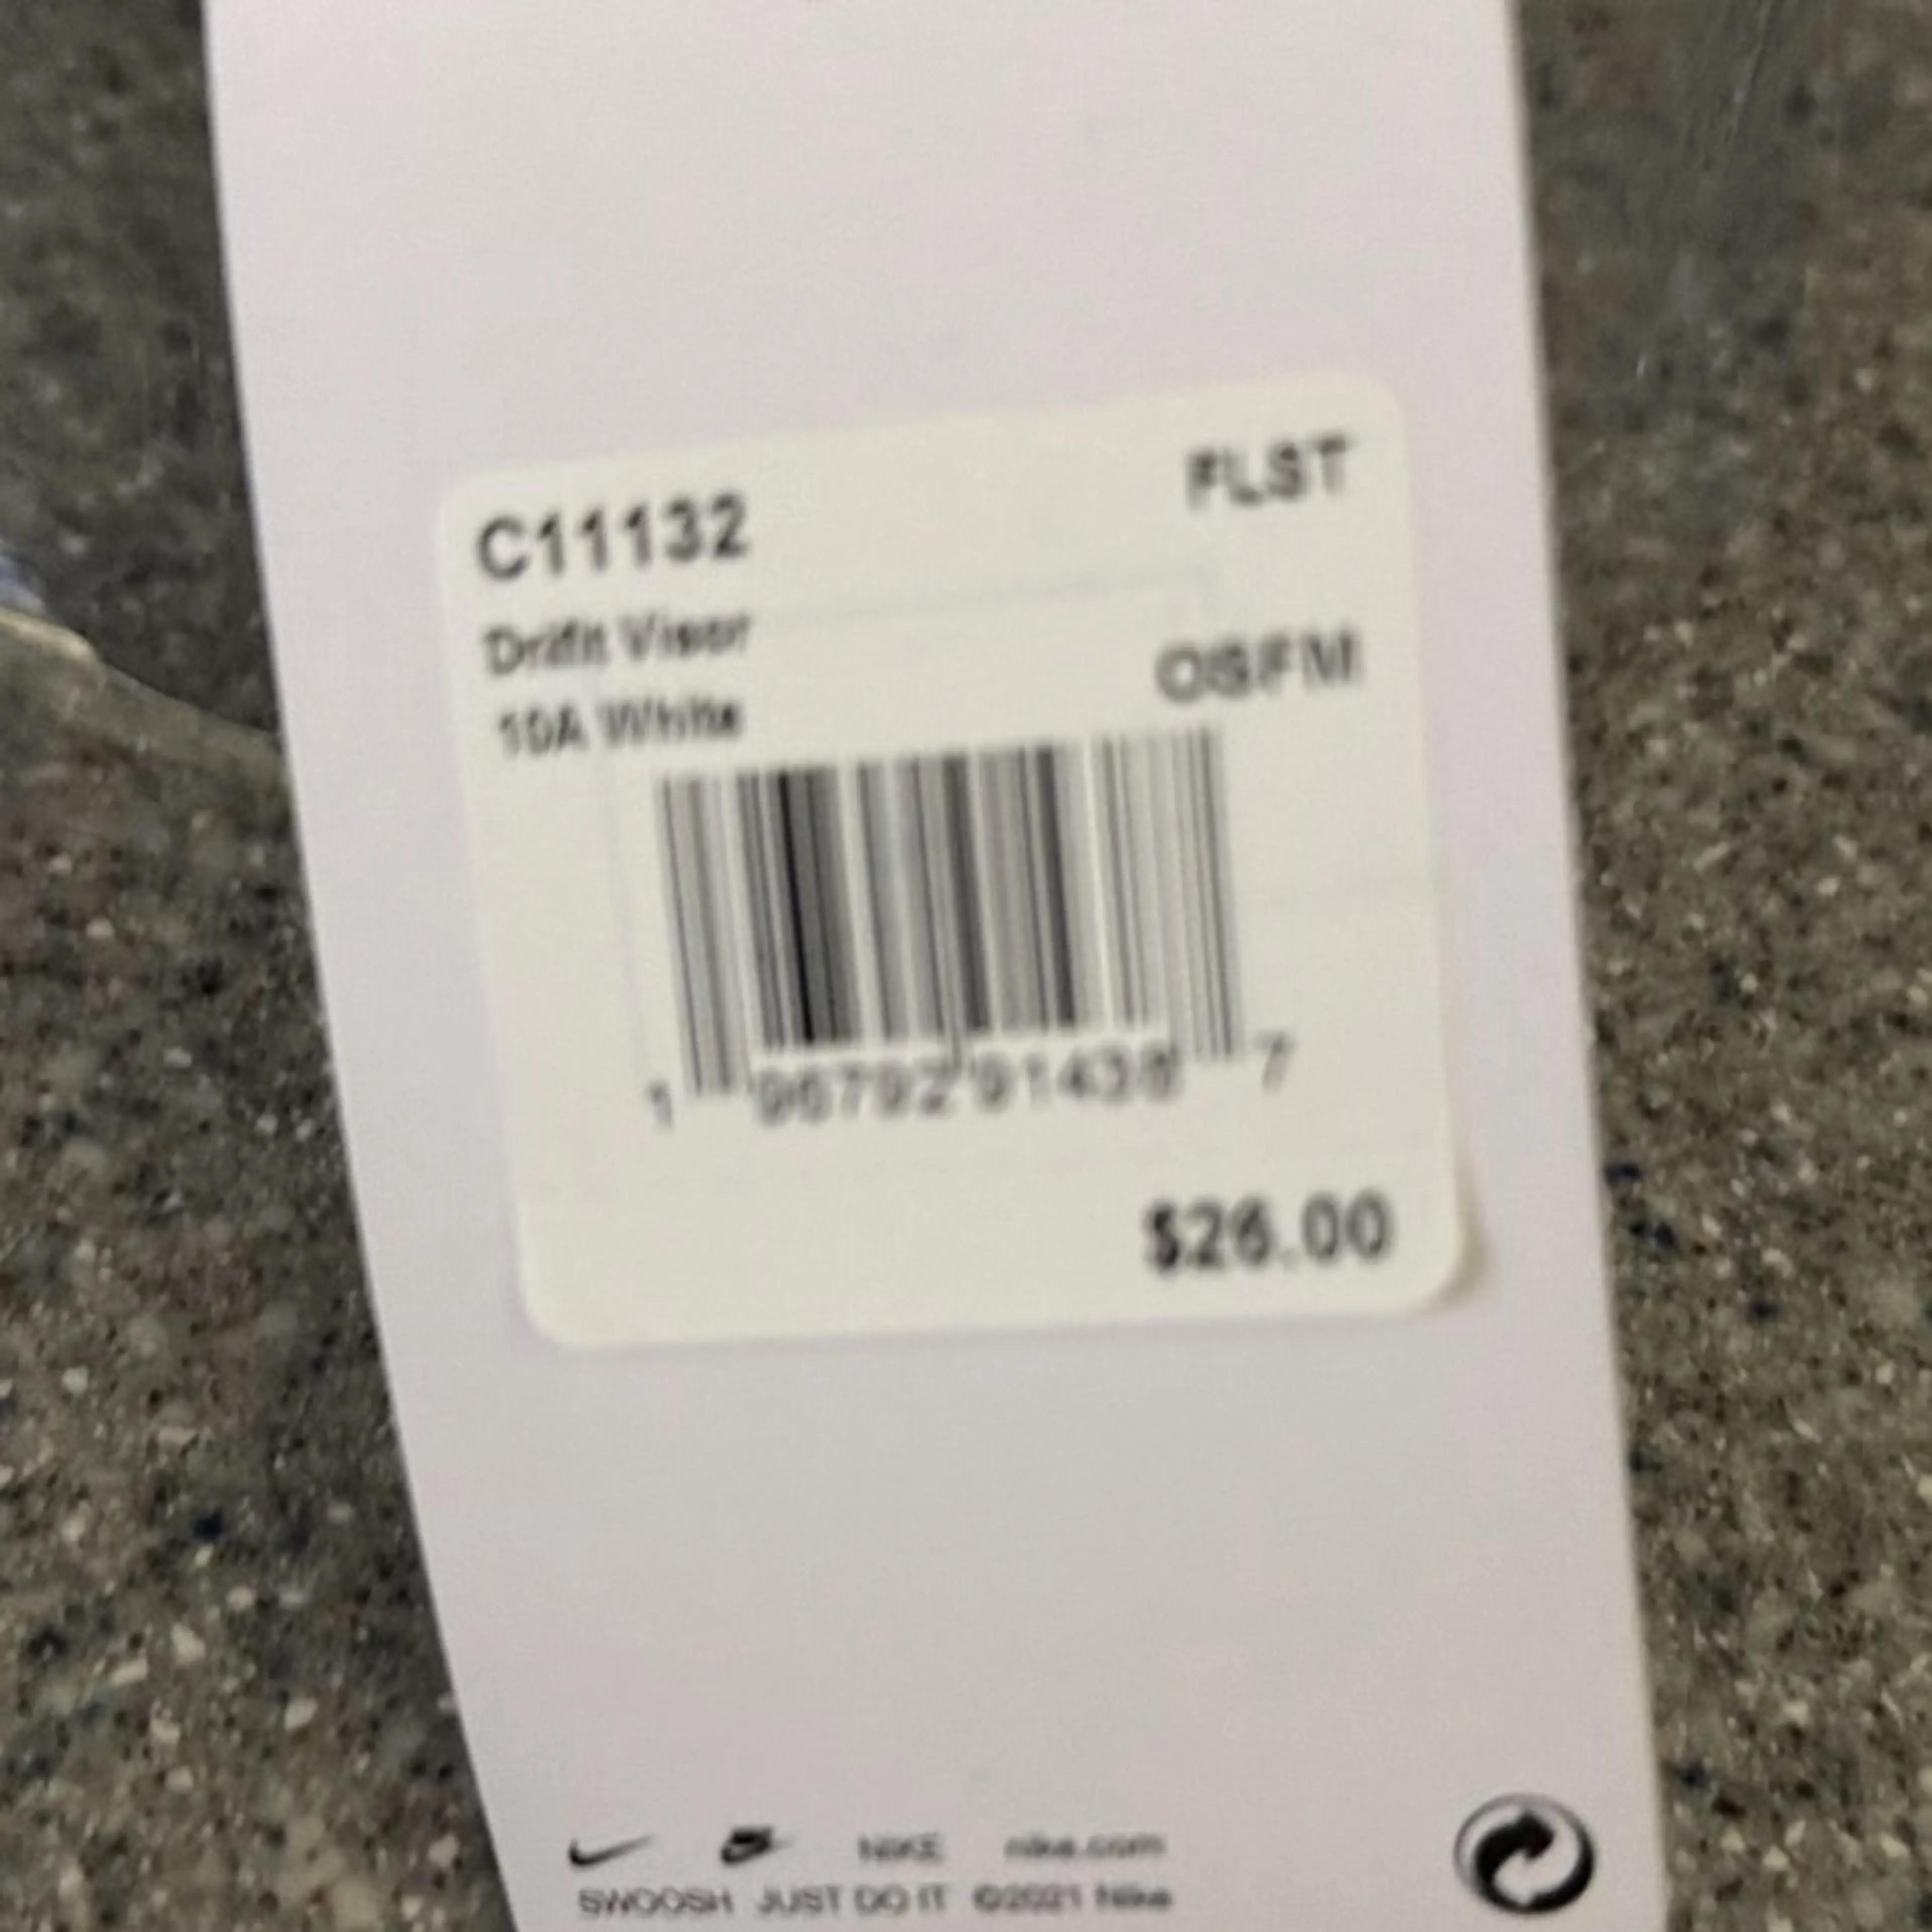 C11132 FLST
Drifit Visor
10A White OSFM
1 96792 91438 7
$26.00
NIKE nike.com
SWOOSH JUST DO IT ©2021 Nike